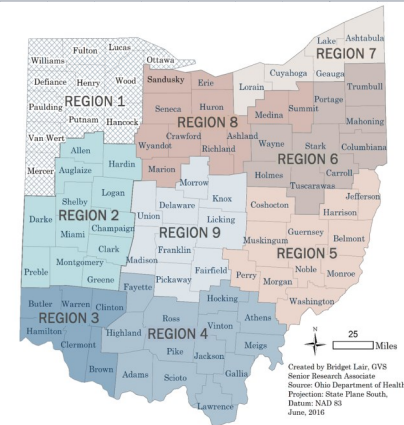 Lake Ashtabula
REGION 7
Fulton Lucas
Williams
Ottawa
Cuyahoga Geauga
Defiance Henry Wood
Sandusky Erie
Lorain
Trumbull
Paulding REGION 1
Seneca Huron
Medina Summit Portage
Putnam Hancock
REGION 8
Mahoning
Van Wert
Crawford Ashland
Wyandot Richland
Wayne Stark Columbiana
Allen
REGION 6
Mercer Auglaize Hardin
Marion
Holmes Carroll
Tuscarawas
Morrow
Jefferson
Shelby Logan
Delaware Knox
Coshocton
Harrison
Darke REGION 2
Union
Licking
Champaign
REGION 9
Guernsey
Miami
Muskingum
Belmont
Clark
Franklin
REGION 5
Montgomery
Madison
Fairfield
Noble Monroe
Preble
Greene
Pickaway
Perry Morgan
Fayette
Washington
Butler Warren Clinton
Hocking
REGION 3
Ross
Athens
Hamilton
Highland
Vinton
REGION 4
Clermont
Meigs
Pike
Jackson
Brown
Adams Scioto
Gallia
Lawrence
N
25
Miles
Created by Bridget Lair, GVS
Senior Research Associate
Source: Ohio Department of Health
Projection: State Plane South,
Datum: NAD 83
June, 2016